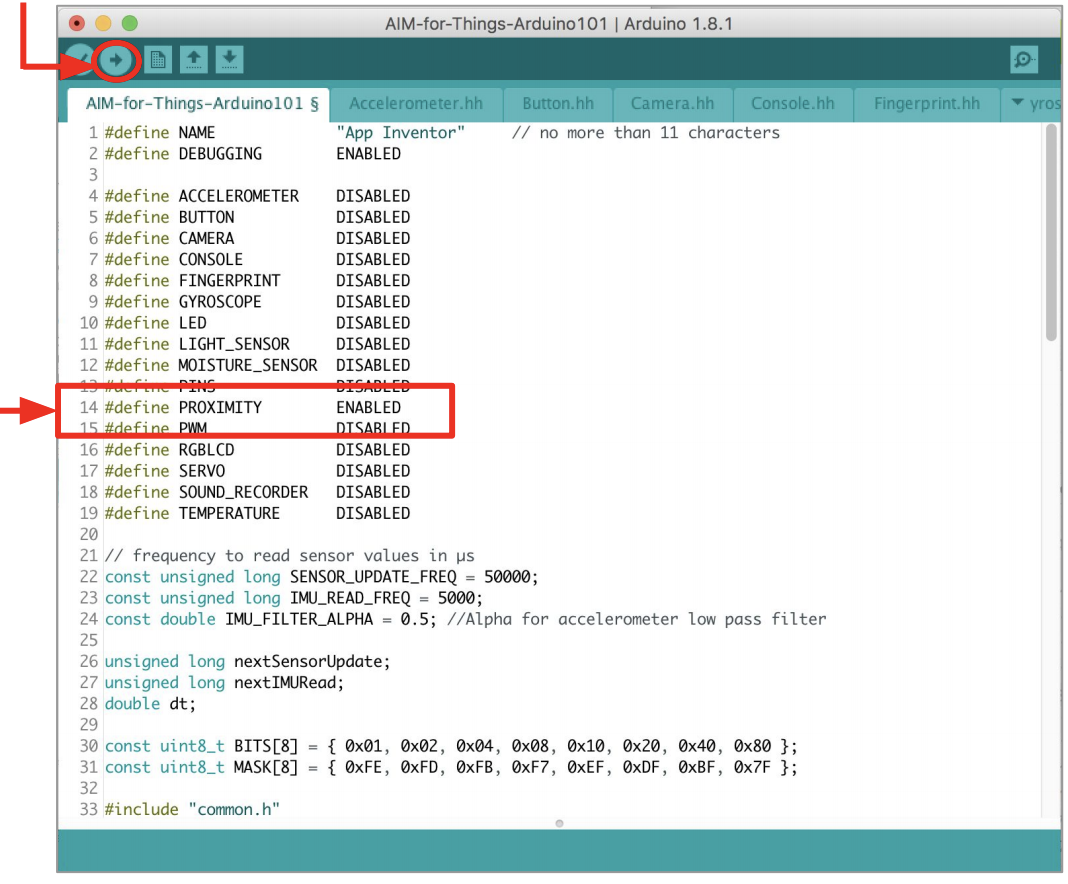 AIM-for-Things-Arduino101 | Arduino 1.8.1
AIM-for-Things-Arduino101 § Accelerometer.hh Button.hh Camera.hh Console.hh Fingerprint.hh yros
1 #define NAME "App Inventor" // no more than 11 characters
2 #define DEBUGGING ENABLED
3
4 #define ACCELEROMETER DISABLED
5 #define BUTTON DISABLED
6 #define CAMERA DISABLED
7 #define CONSOLE DISABLED
8 #define FINGERPRINT DISABLED
9 #define GYROSCOPE DISABLED
10 #define LED DISABLED
11 #define LIGHT_SENSOR DISABLED
12 #define MOISTURE_SENSOR DISABLED
13 #define PINS DISABLED
14 #define PROXIMITY ENABLED
15 #define PWM DISABLED
16 #define RGBLCD DISABLED
17 #define SERVO DISABLED
18 #define SOUND_RECORDER DISABLED
19 #define TEMPERATURE DISABLED
20
21 // frequency to read sensor values in µs
22 const unsigned long SENSOR_UPDATE_FREQ = 50000;
23 const unsigned long IMU_READ_FREQ = 5000;
24 const double IMU_FILTER_ALPHA = 0.5; //Alpha for accelerometer low pass filter
25
26 unsigned long nextSensorUpdate;
27 unsigned long nextIMURead;
28 double dt;
29
30 const uint8_t BITS[8] = { 0x01, 0x02, 0x04, 0x08, 0x10, 0x20, 0x40, 0x80 };
31 const uint8_t MASK[8] = { 0xFE, 0xFD, 0xFB, 0xF7, 0xEF, 0xDF, 0xBF, 0x7F };
32
33 #include "common.h"